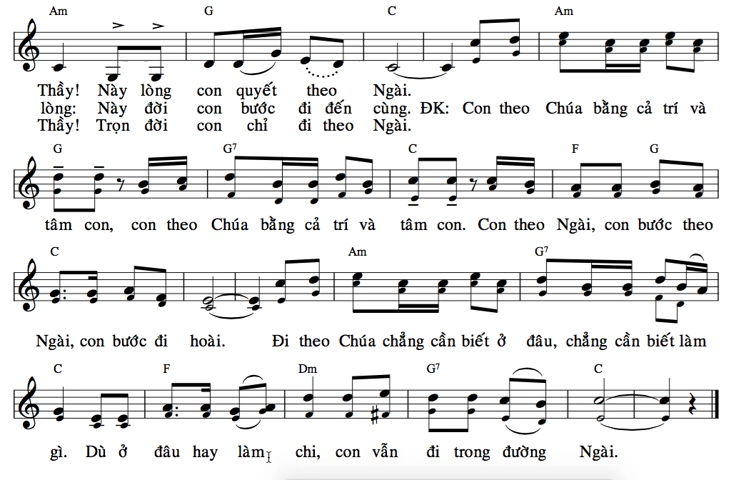 Am G C Am
Thầy! Này lòng con quyết theo Ngài.
lòng: Này đời con bước đi đến cùng. ĐK: Con theo Chúa bằng cả trí và
Thầy! Trọn đời con chỉ đi theo Ngài.
G G7 C F G
tâm con, con theo Chúa bằng cả trí và tâm con. Con theo Ngài, con bước theo
C Am G7
Ngài, con bước đi hoài. Đi theo Chúa chẳng cần biết ở đâu, chẳng cần biết làm
C F Dm G7 C
gì. Dù ở đâu hay làm chi, con vẫn đi trong đường Ngài.